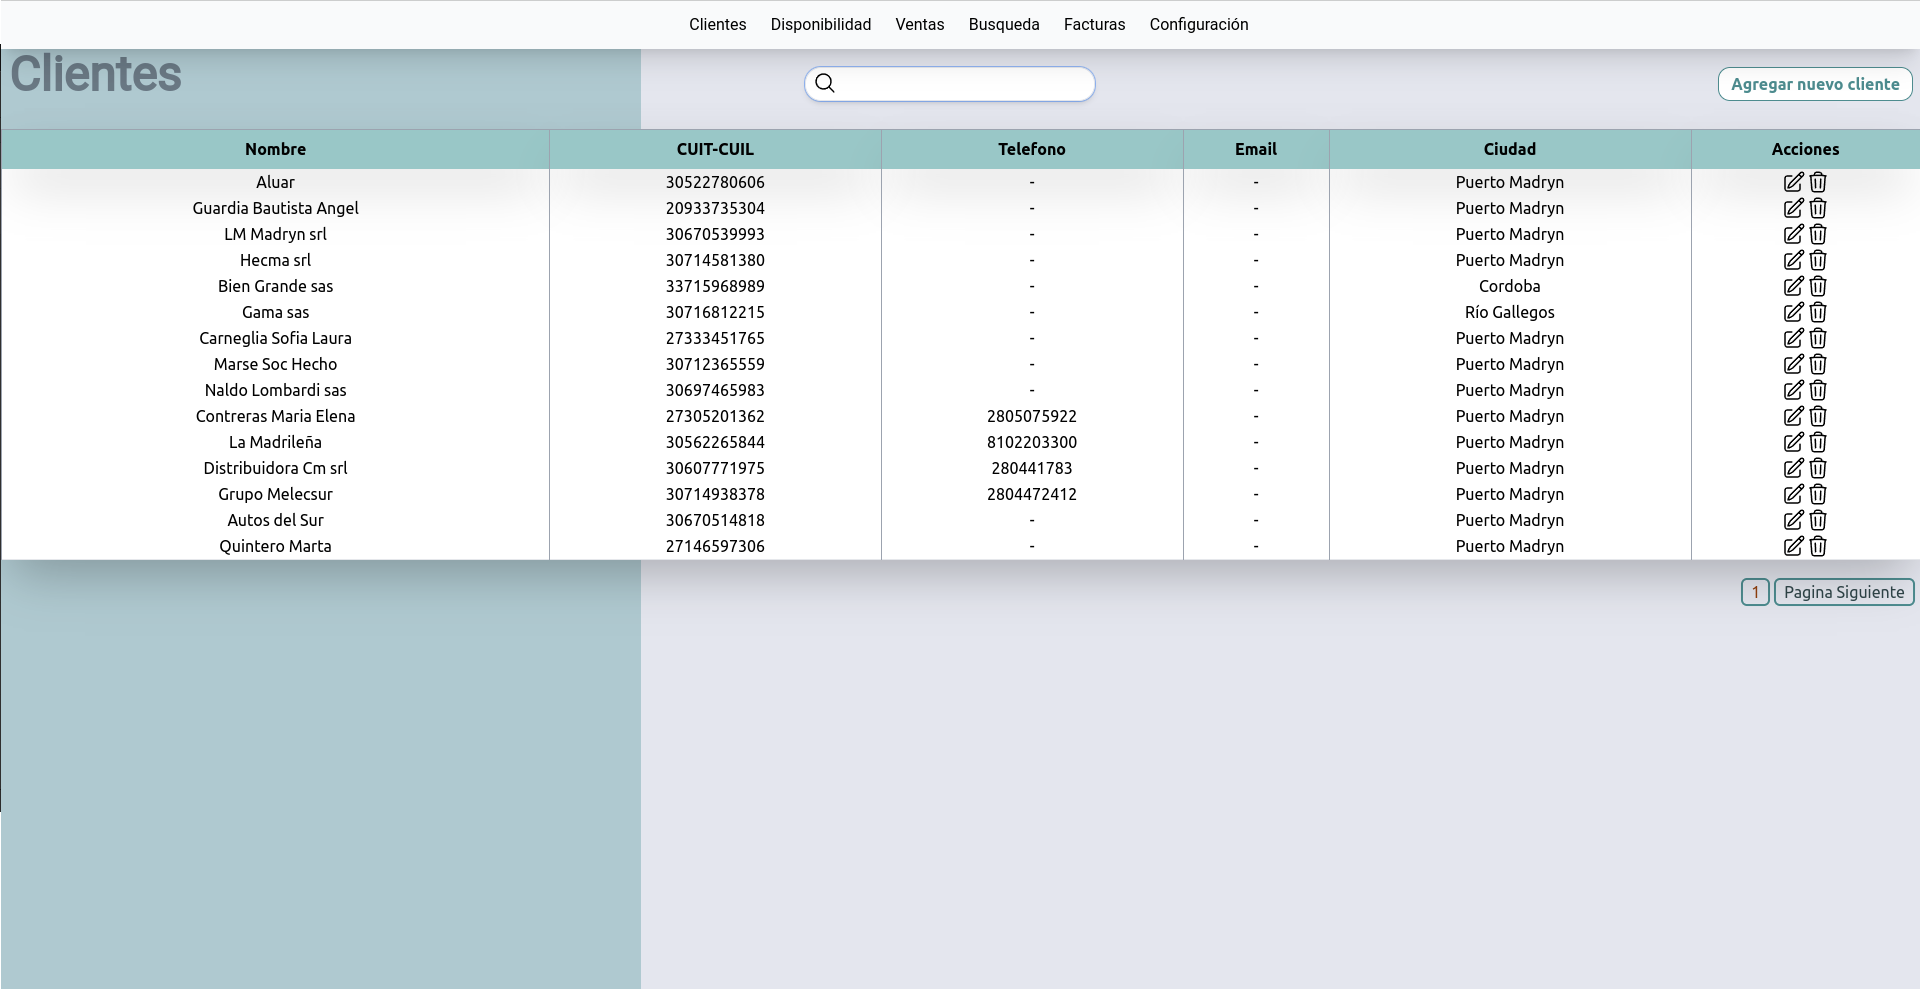 Clientes Disponibilidad Ventas Busqueda Facturas Configuración
Clientes
Agregar nuevo cliente
Nombre CUIT-CUIL Telefono Email Ciudad Acciones
Aluar 30522780606 - - Puerto Madryn
Guardia Bautista Angel 20933735304 - - Puerto Madryn
LM Madryn srl 30670539993 - - Puerto Madryn
Hecma srl 30714581380 - - Puerto Madryn
Bien Grande sas 33715968989 - - Cordoba
Gama sas 30716812215 - - Río Gallegos
Carneglia Sofia Laura 27333451765 - - Puerto Madryn
Marse Soc Hecho 30712365559 - - Puerto Madryn
Naldo Lombardi sas 30697465983 - - Puerto Madryn
Contreras Maria Elena 27305201362 2805075922 - Puerto Madryn
La Madrileña 30562265844 8102203300 - Puerto Madryn
Distribuidora Cm srl 30607771975 280441783 - Puerto Madryn
Grupo Melecsur 30714938378 2804472412 - Puerto Madryn
Autos del Sur 30670514818 - - Puerto Madryn
Quintero Marta 27146597306 - - Puerto Madryn
1 Pagina Siguiente